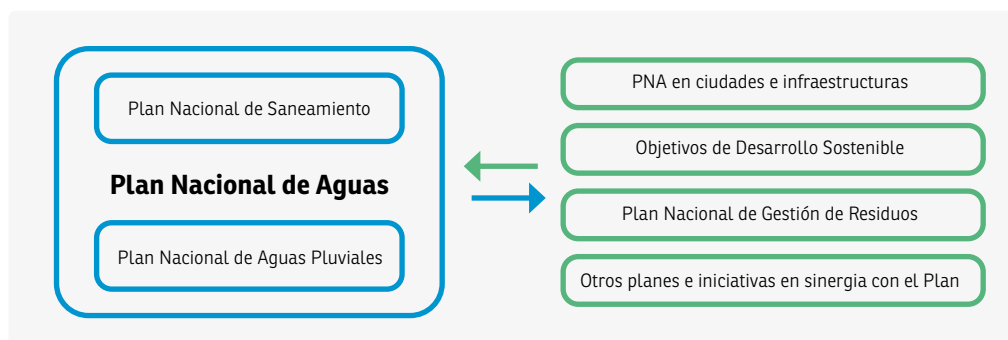 Plan Nacional de Saneamiento
Plan Nacional de Aguas
Plan Nacional de Aguas Pluviales
PNA en ciudades e infraestructuras
Objetivos de Desarrollo Sostenible
Plan Nacional de Gestión de Residuos
Otros planes e iniciativas en sinergia con el Plan